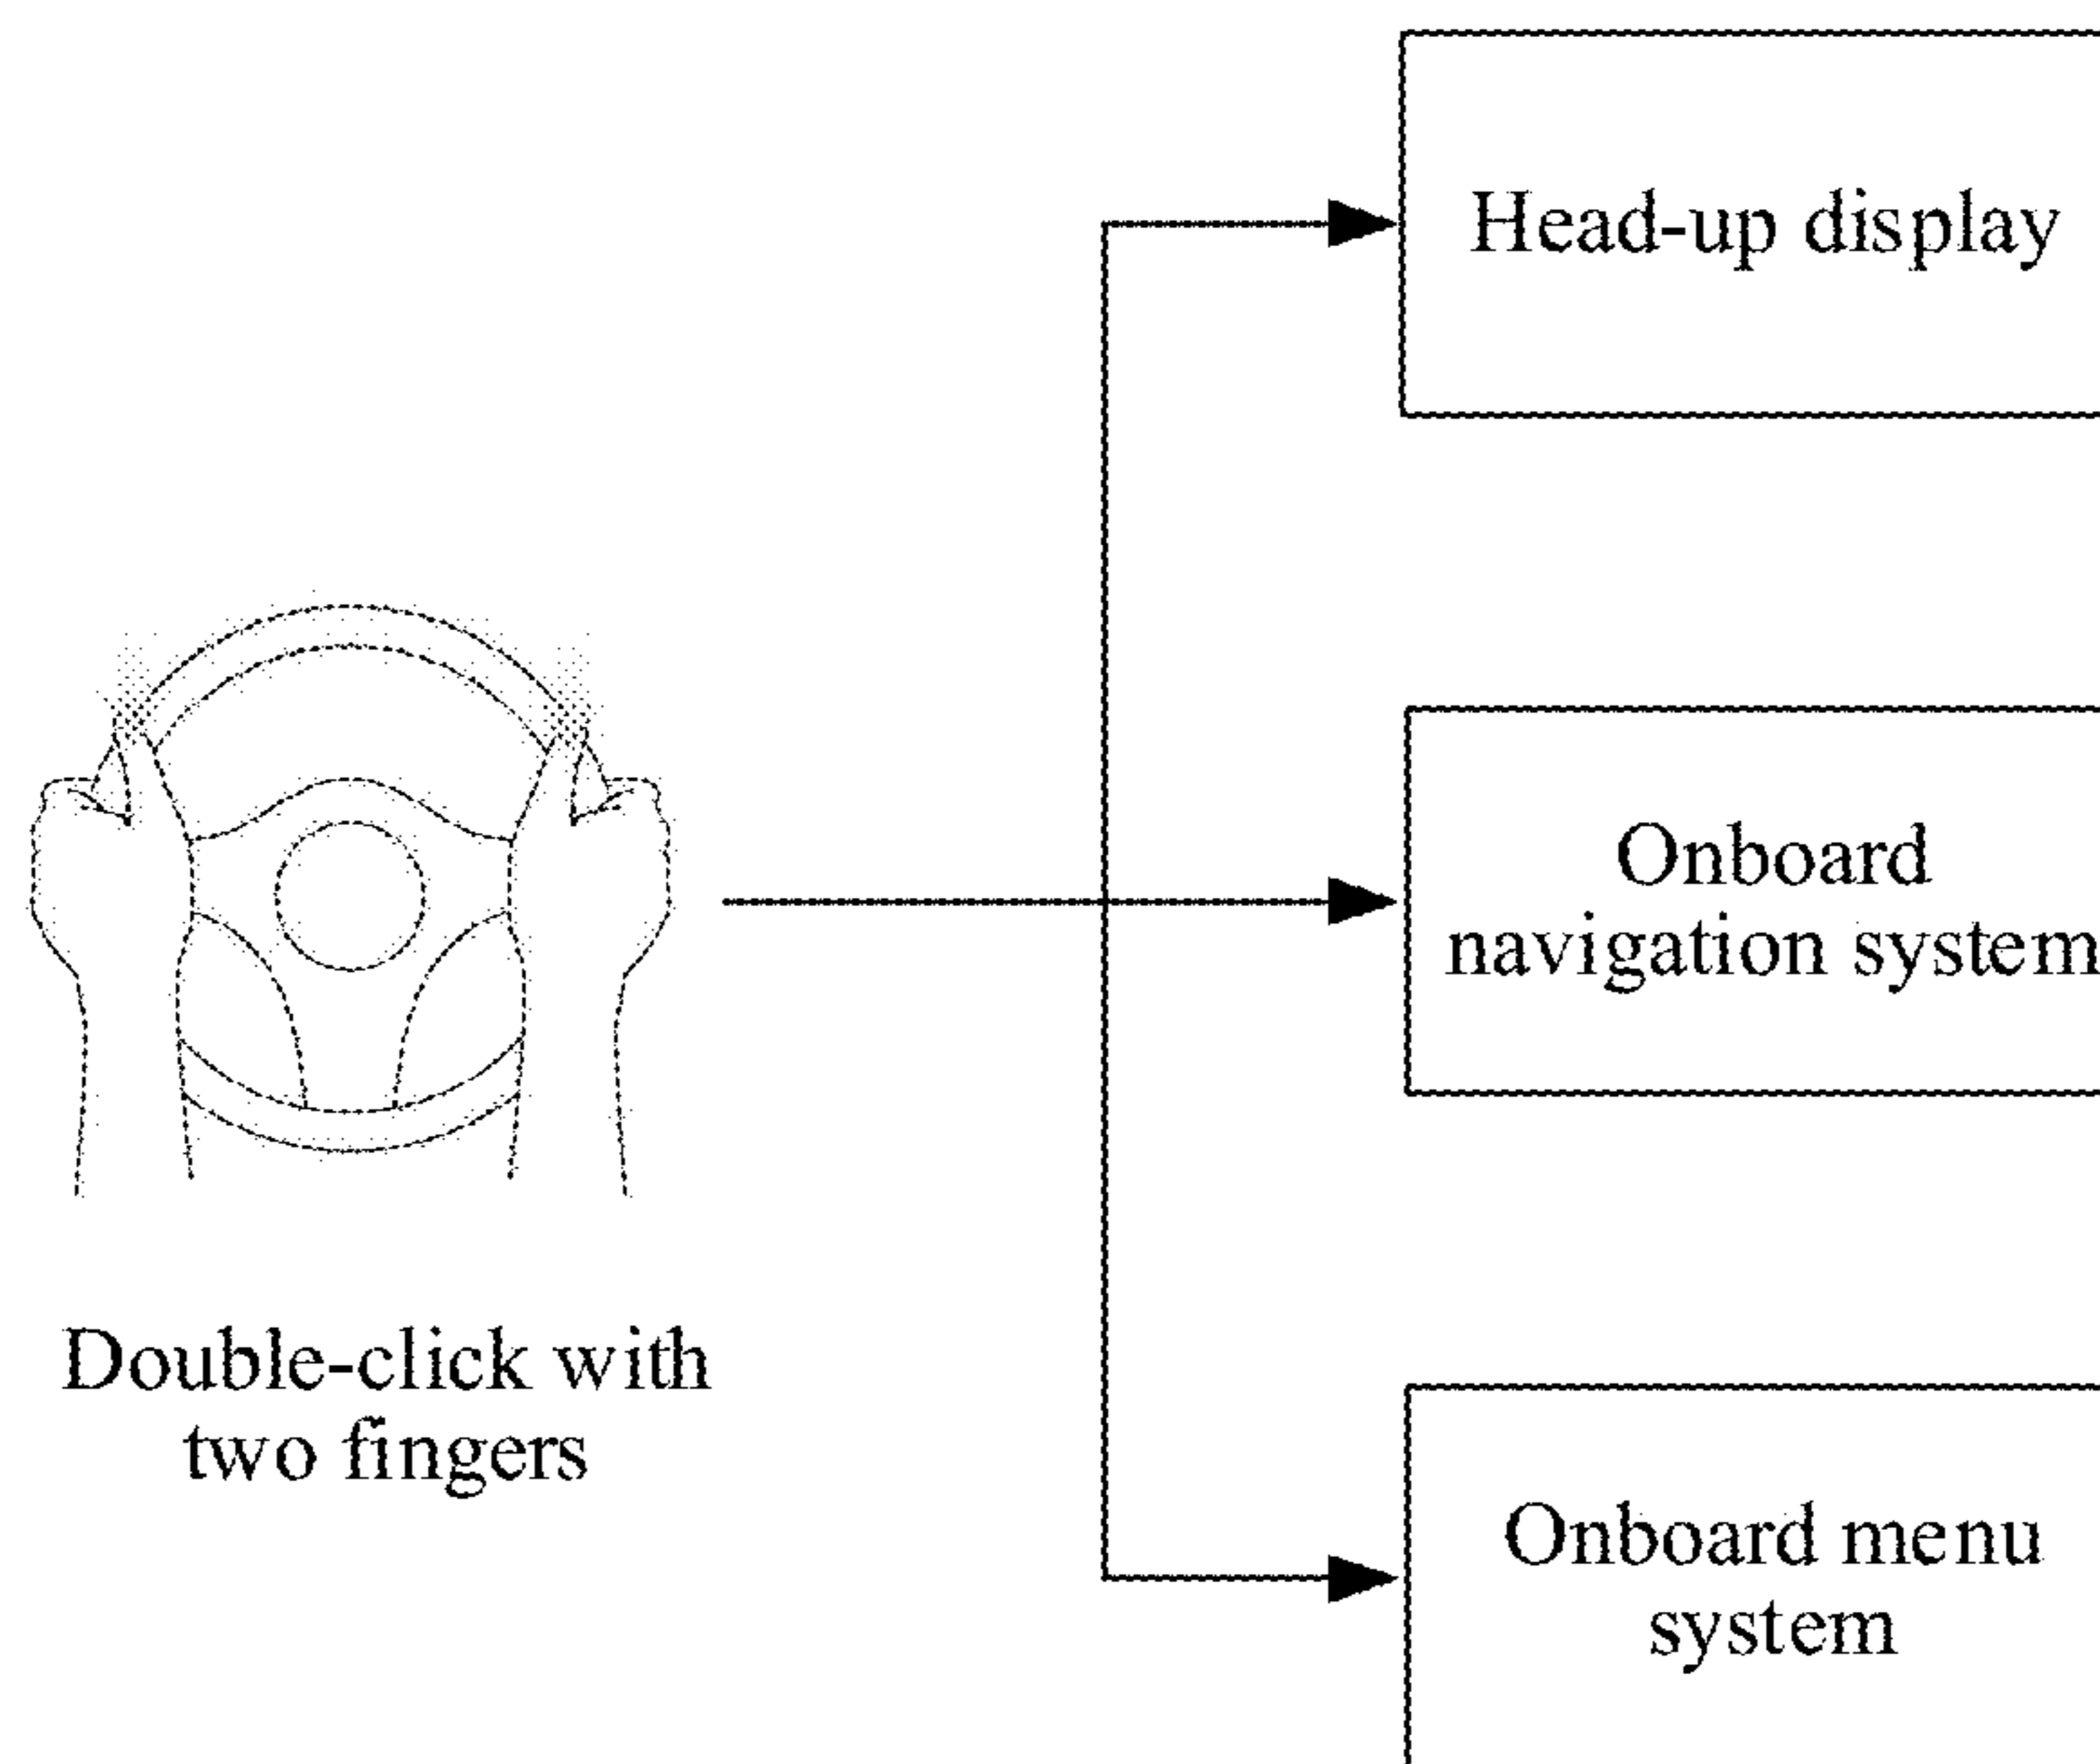 Head-up display
Onboard
navigation system
Double-click with
two fingers
Onboard menu
system